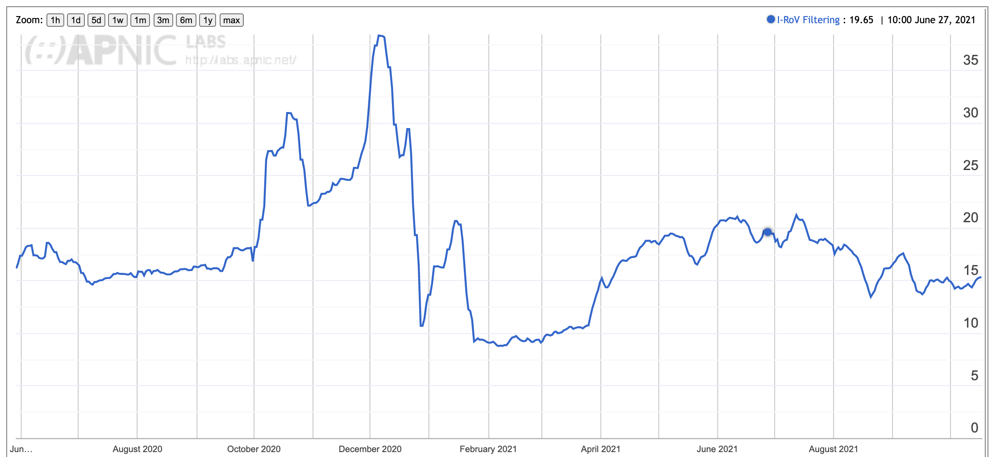 Zoom: 1h 1d 5d 1w 1m 3m 6m 1y max
I-RoV Filtering : 19.65 | 10:00 June 27, 2021
(::)APNIC LABS
http://labs.apnic.net/
35
30
25
20
15
10
5
0
Jun... August 2020 October 2020 December 2020 February 2021 April 2021 June 2021 August 2021